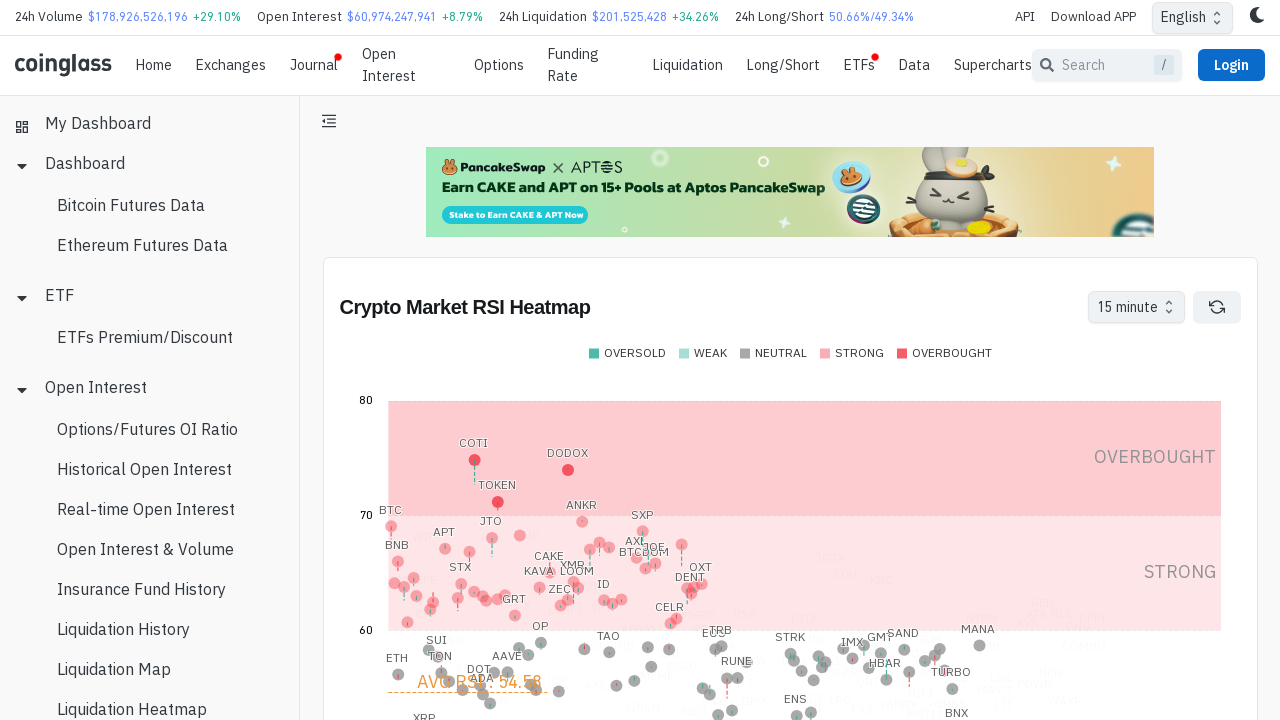 24h Volume $178,926,526,196 +29.10% Open Interest $60,974,247,941 +8.79% 24h Liquidation $201,525,428 +34.26% 24h Long/Short 50.66%/49.34% API Download APP English
coinglass Home Exchanges Journal Open Interest Options Funding Rate Liquidation Long/Short ETFs Data Supercharts Search / Login
My Dashboard
Dashboard
Bitcoin Futures Data
Ethereum Futures Data
ETF
ETFs Premium/Discount
Open Interest
Options/Futures OI Ratio
Historical Open Interest
Real-time Open Interest
Open Interest & Volume
Insurance Fund History
Liquidation History
Liquidation Map
Liquidation Heatmap
PancakeSwap × APTOS
Earn CAKE and APT on 15+ Pools at Aptos PancakeSwap
Stake to Earn CAKE & APT Now
Crypto Market RSI Heatmap 15 minute
OVERSOLD WEAK NEUTRAL STRONG OVERBOUGHT
80
COTI
DODOX
OVERBOUGHT
TOKEN
ANKR
BTC
70
SXP
JTO
APT
BNB
JOE
CAKE
STX
XMR
KAVA
LOOM
OXT
STRONG
DENT
ID
ZEC
GRT
CELR
60
OP
TRB
MANA
SUI
TAO
STRK
IMX
GMT
SAND
ETH
TON
AAVE
RUNE
HBAR
DOT
ADA
TURBO
AVG RSI : 54.58
ENS
BNX
XRP